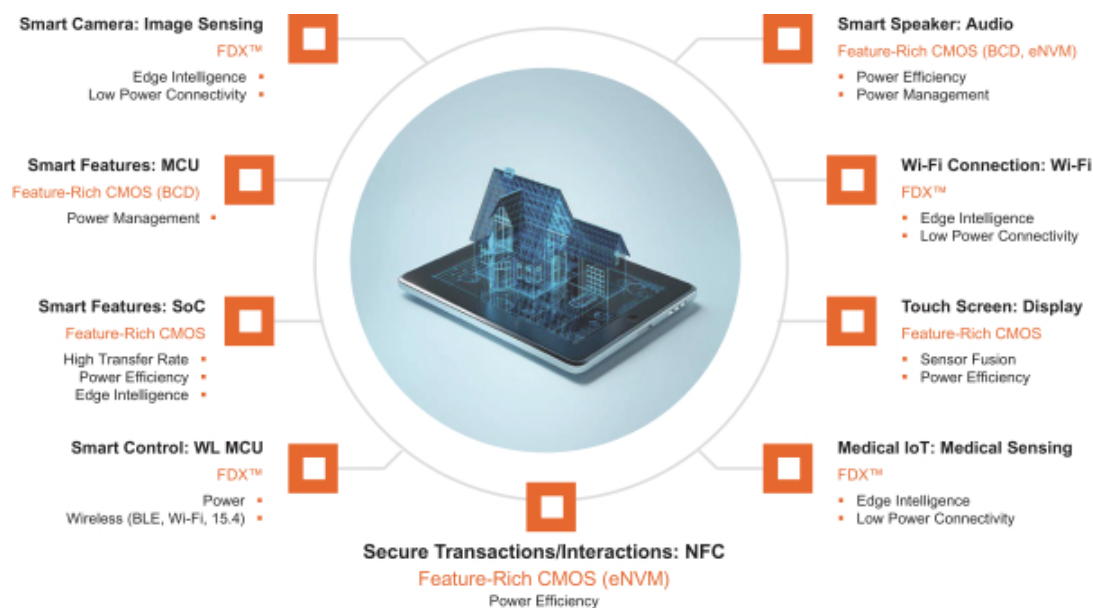 Smart Camera: Image Sensing
FDX™
Edge Intelligence ▪
Low Power Connectivity ▪
Smart Features: MCU
Feature-Rich CMOS (BCD)
Power Management ▪
Smart Features: SoC
Feature-Rich CMOS
High Transfer Rate ▪
Power Efficiency ▪
Edge Intelligence ▪
Smart Control: WL MCU
FDX™
Power ▪
Wireless (BLE, Wi-Fi, 15.4) ▪
Smart Speaker: Audio
Feature-Rich CMOS (BCD, eNVM)
▪ Power Efficiency
▪ Power Management
Wi-Fi Connection: Wi-Fi
FDX™
▪ Edge Intelligence
▪ Low Power Connectivity
Touch Screen: Display
Feature-Rich CMOS
▪ Sensor Fusion
▪ Power Efficiency
Medical IoT: Medical Sensing
FDX™
▪ Edge Intelligence
▪ Low Power Connectivity
Secure Transactions/Interactions: NFC
Feature-Rich CMOS (eNVM)
Power Efficiency